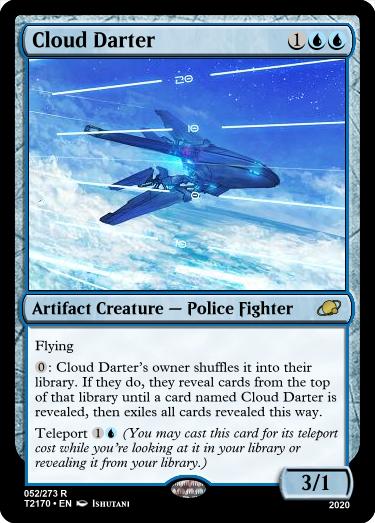 Cloud Darter 1
20
10
0
10
Artifact Creature — Police Fighter
Flying
0: Cloud Darter's owner shuffles it into their
library. If they do, they reveal cards from the top
of that library until a card named Cloud Darter is
revealed, then exiles all cards revealed this way.
Teleport 1 (You may cast this card for its teleport
cost while you're looking at it in your library or
revealing it from your library.)
3/1
052/273 R
T2170 • EN Ishutani
2020